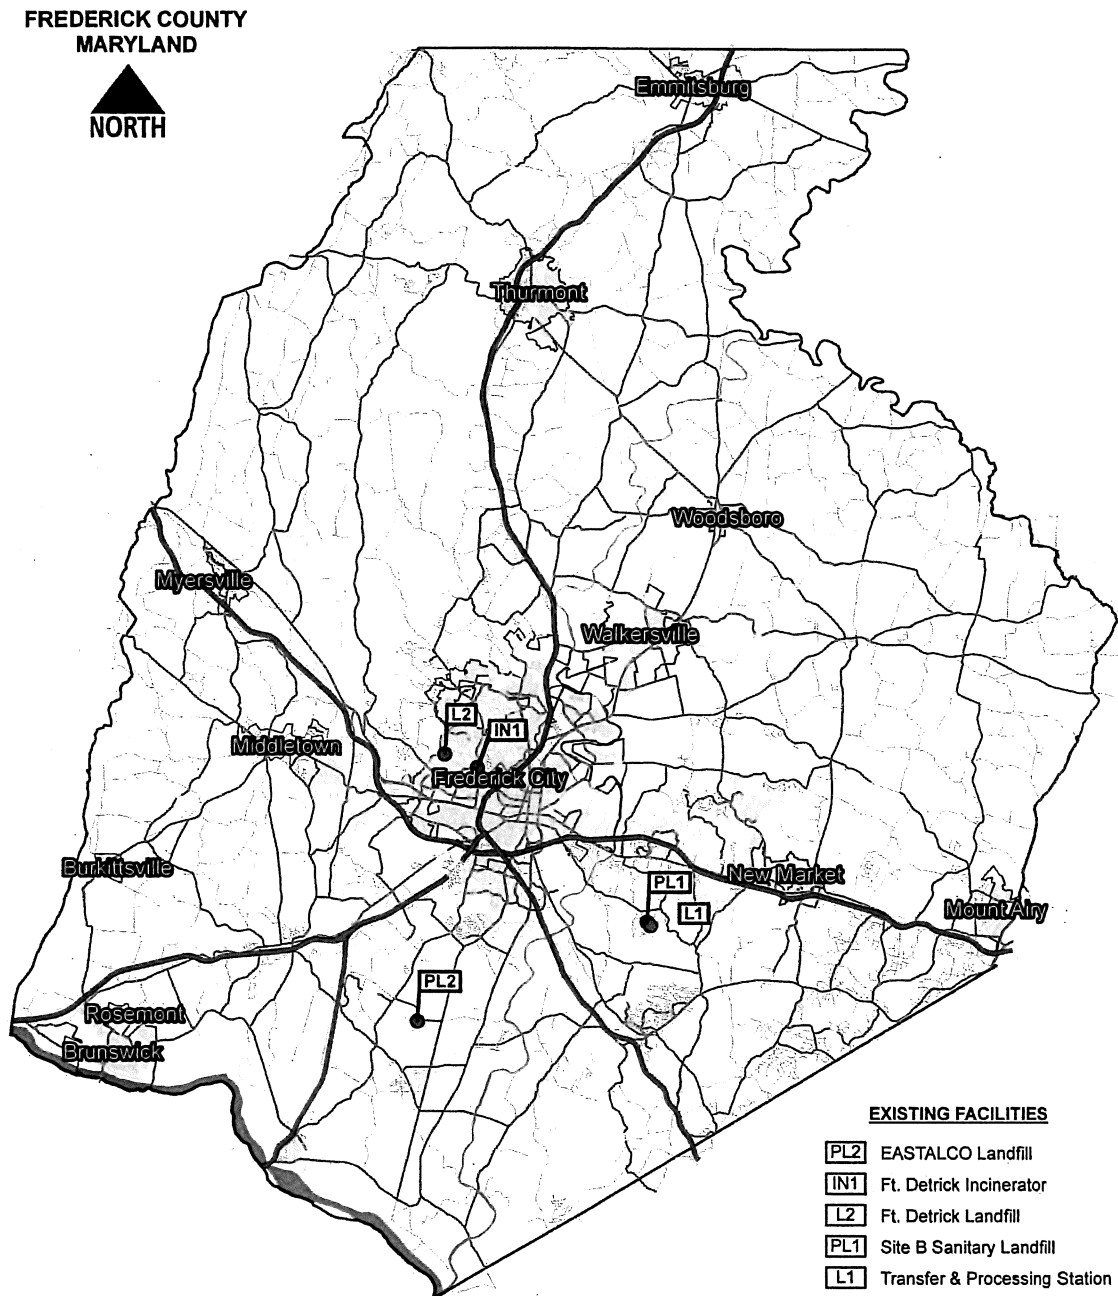 FREDERICK COUNTY
MARYLAND
NORTH
Emmitsburg
Thurmont
Woodsboro
Myersville
Walkersville
L2
IN1
Middletown
Frederick City
Burkittsville
New Market
PL1
L1
Mount Airy
PL2
Rosemont
Brunswick
EXISTING FACILITIES
PL2 EASTALCO Landfill
IN1 Ft. Detrick Incinerator
L2 Ft. Detrick Landfill
PL1 Site B Sanitary Landfill
L1 Transfer & Processing Station